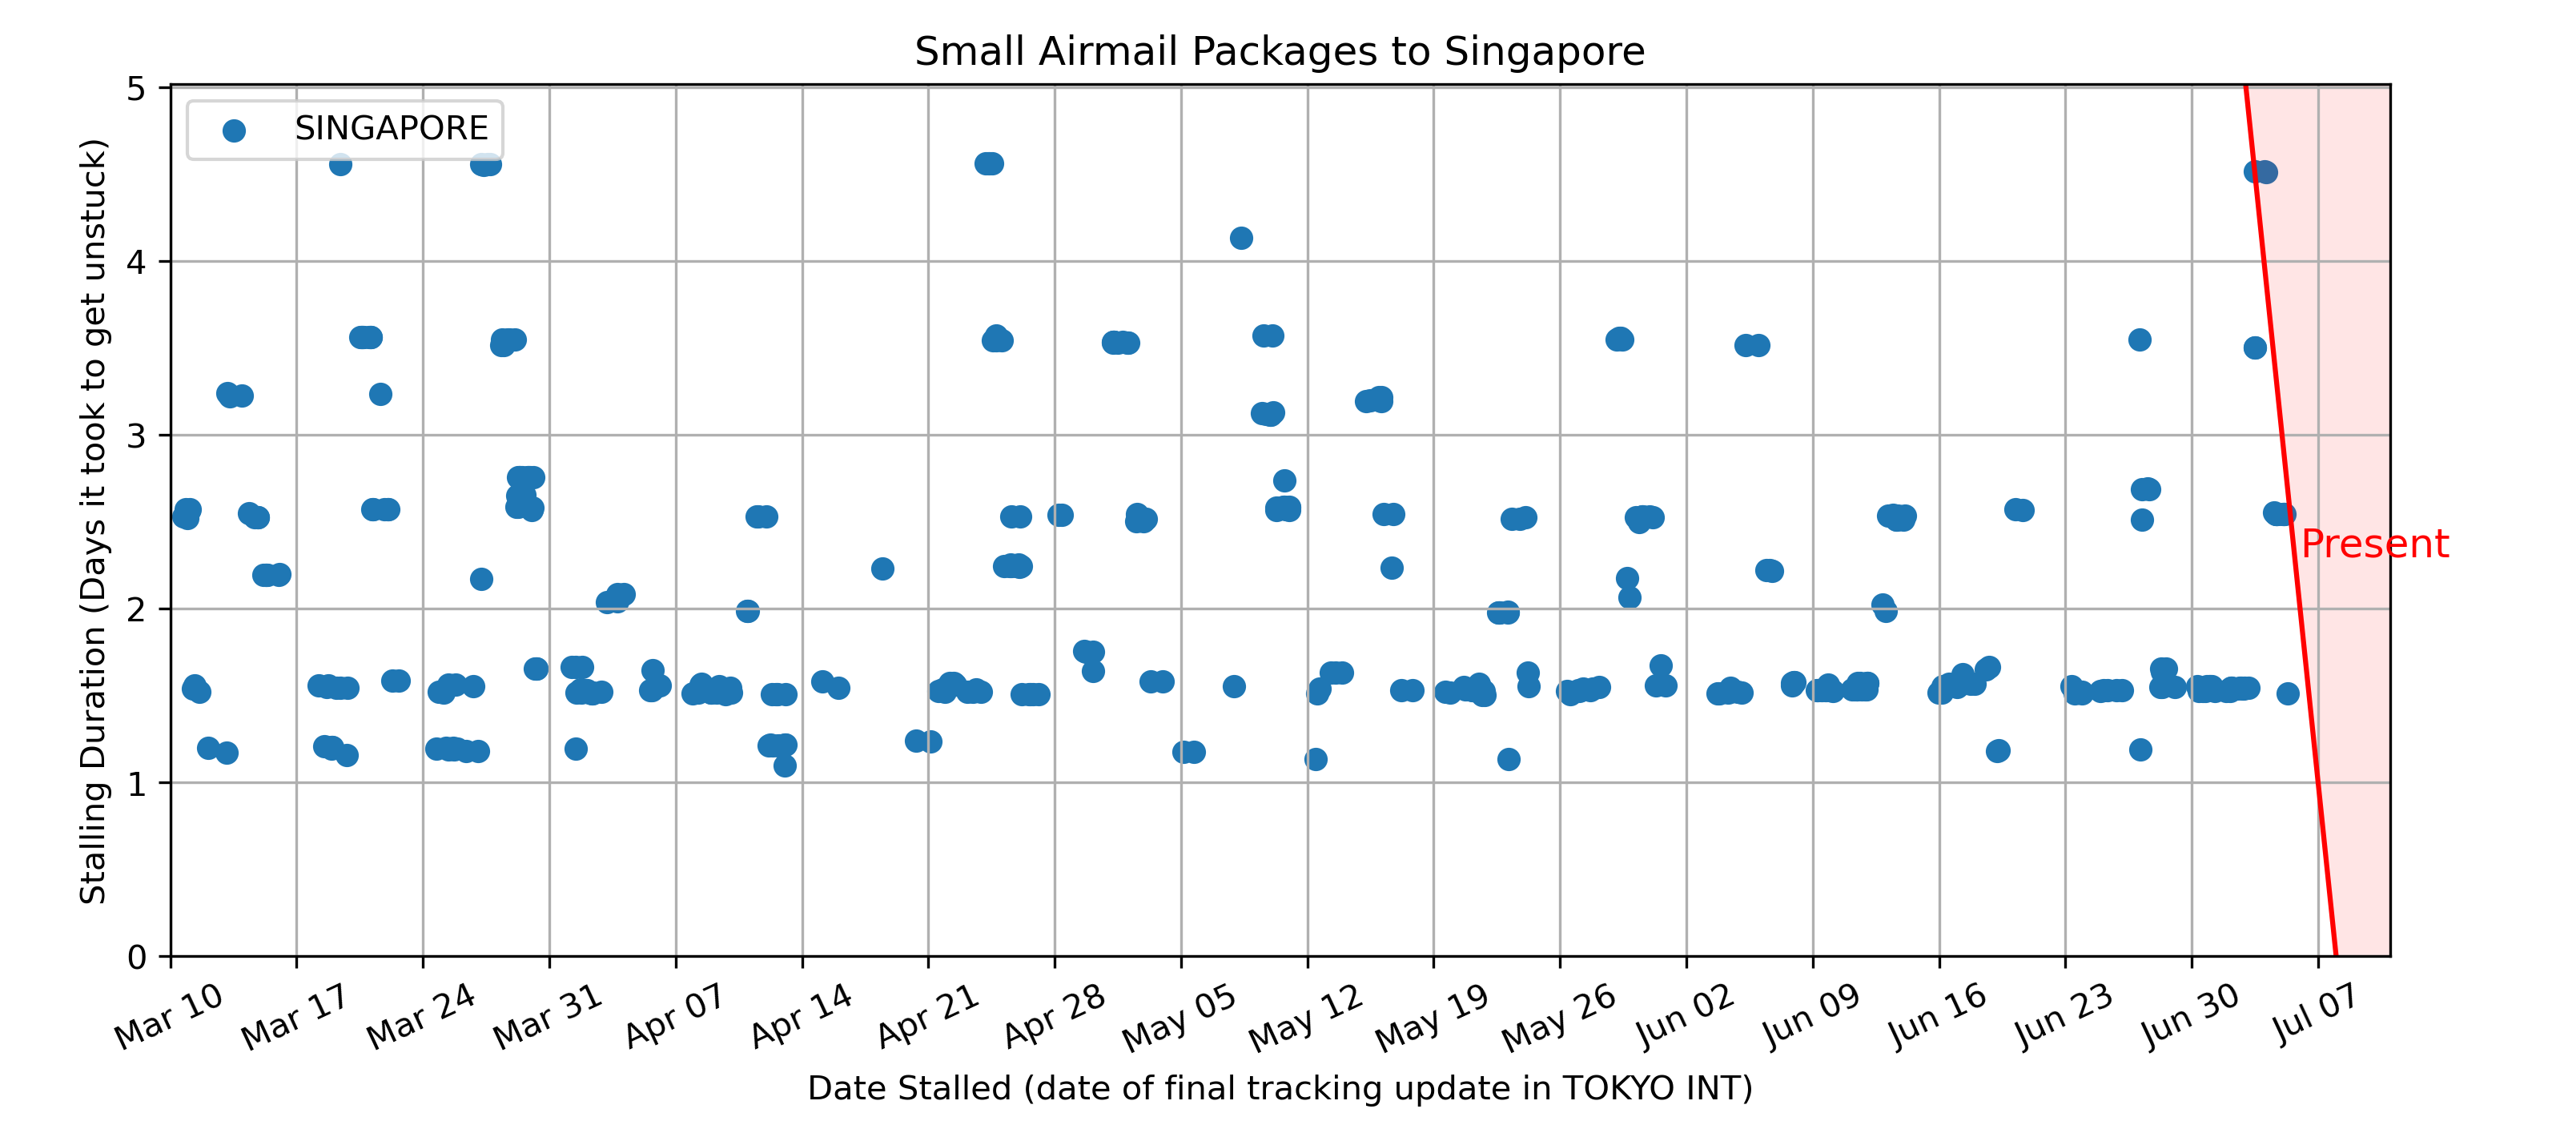 Small Airmail Packages to Singapore
SINGAPORE
Stalling Duration (Days it took to get unstuck)
5
4
3
2
1
0
Present
Mar 10
Mar 17
Mar 24
Mar 31
Apr 07
Apr 14
Apr 21
Apr 28
May 05
May 12
May 19
May 26
Jun 02
Jun 09
Jun 16
Jun 23
Jun 30
Jul 07
Date Stalled (date of final tracking update in TOKYO INT)